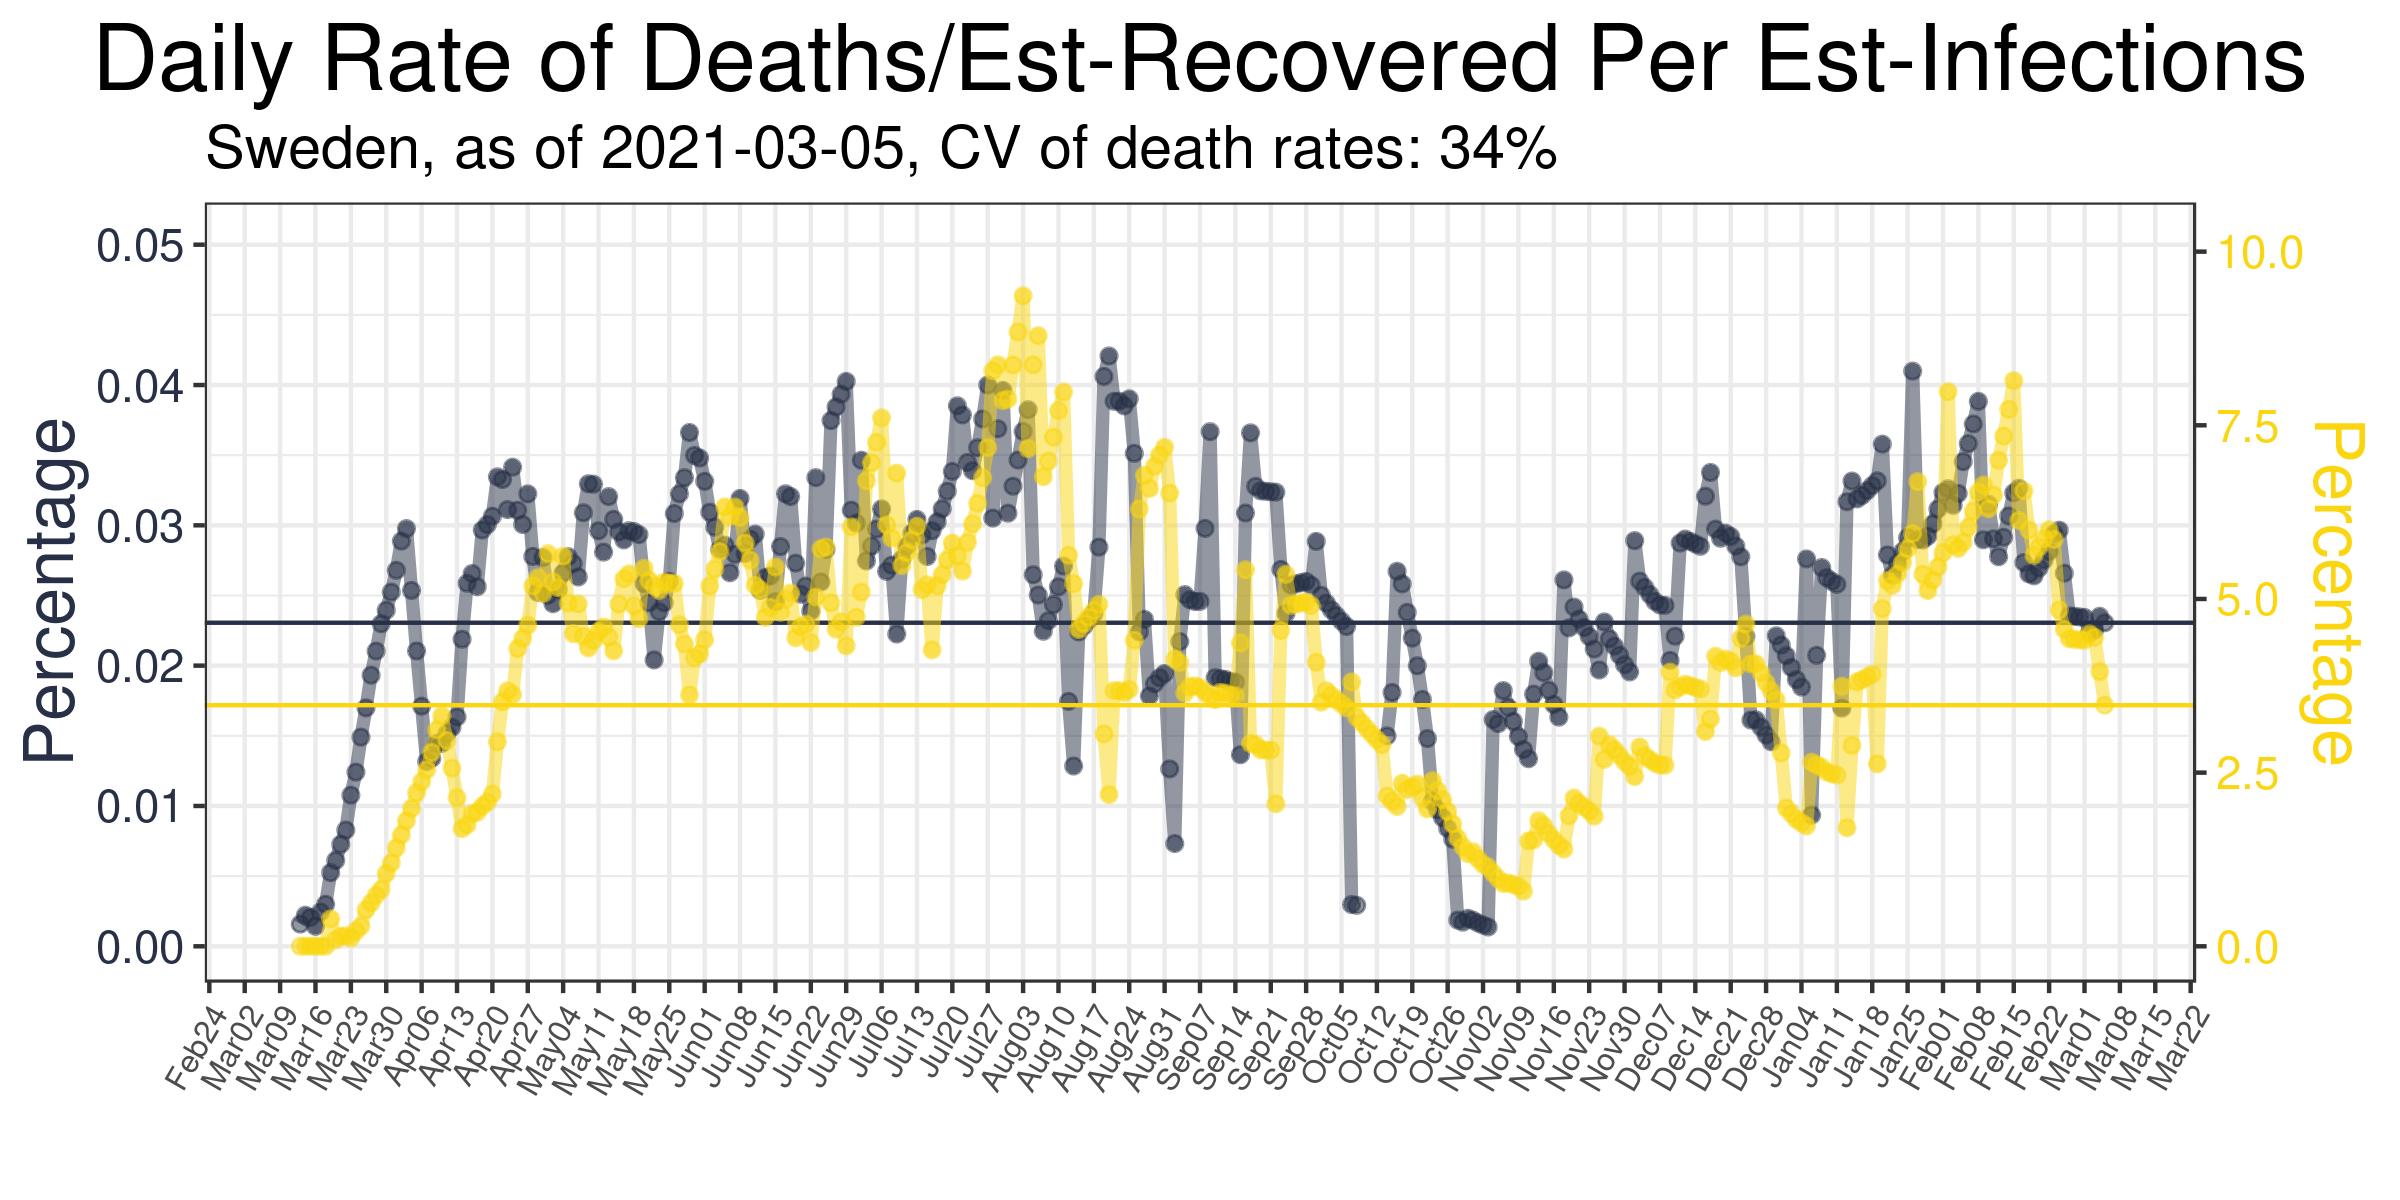 Daily Rate of Deaths/Est-Recovered Per Est-Infections
Sweden, as of 2021-03-05, CV of death rates: 34%
Percentage
0.05
0.04
0.03
0.02
0.01
0.00
10.0
7.5
5.0
2.5
0.0
Percentage
Feb24
Mar02
Mar09
Mar16
Mar23
Mar30
Apr06
Apr13
Apr20
Apr27
May04
May11
May18
May25
Jun01
Jun08
Jun15
Jun22
Jun29
Jul06
Jul13
Jul20
Jul27
Aug03
Aug10
Aug17
Aug24
Aug31
Sep07
Sep14
Sep21
Sep28
Oct05
Oct12
Oct19
Oct26
Nov02
Nov09
Nov16
Nov23
Nov30
Dec07
Dec14
Dec21
Dec28
Dec04
Jan11
Jan18
Jan25
Feb01
Feb08
Feb15
Feb22
Mar01
Mar08
Mar15
Mar22